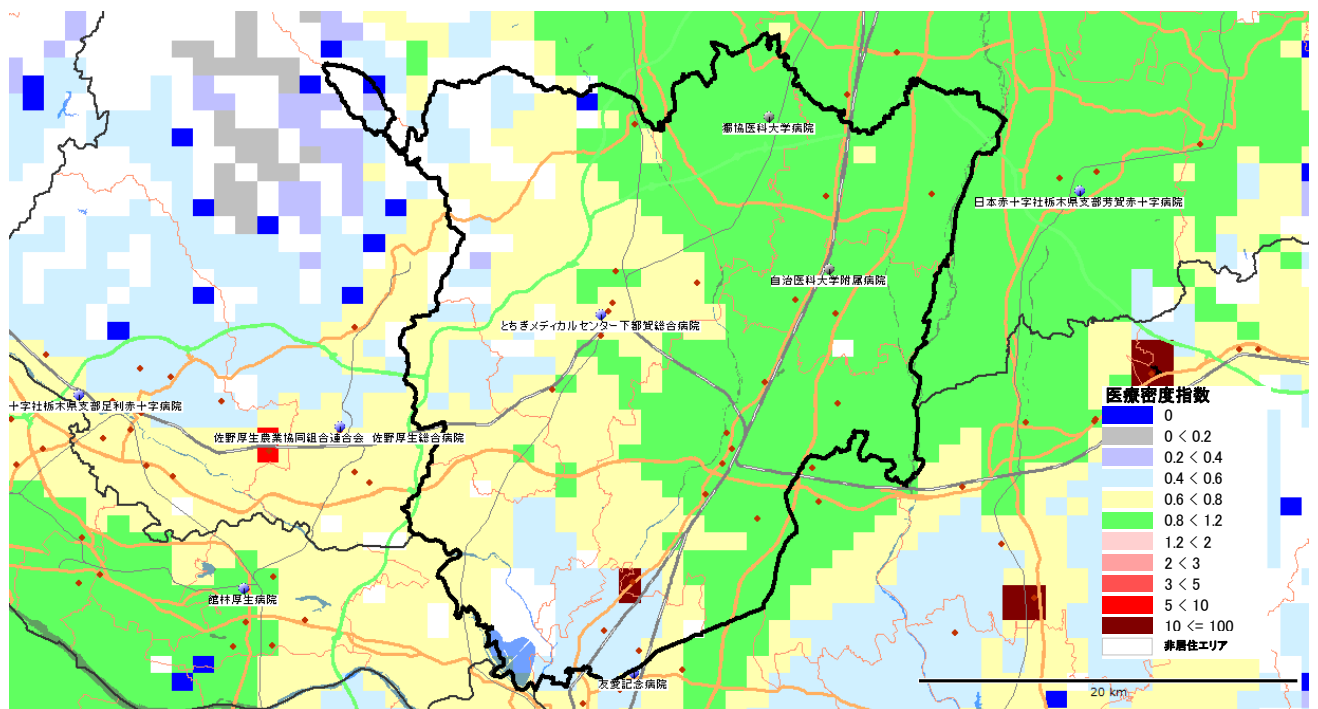 獨協医科大学病院
日本赤十字社栃木県支部芳賀赤十字病院
自治医科大学附属病院
とちぎメディカルセンター下都賀総合病院
十字社栃木県支部足利赤十字病院
佐野厚生農業協同組合連合会 佐野厚生総合病院
館林厚生病院
友愛記念病院
医療密度指数
0
0 < 0.2
0.2 < 0.4
0.4 < 0.6
0.6 < 0.8
0.8 < 1.2
1.2 < 2
2 < 3
3 < 5
5 < 10
10 <= 100
非居住エリア
20 km